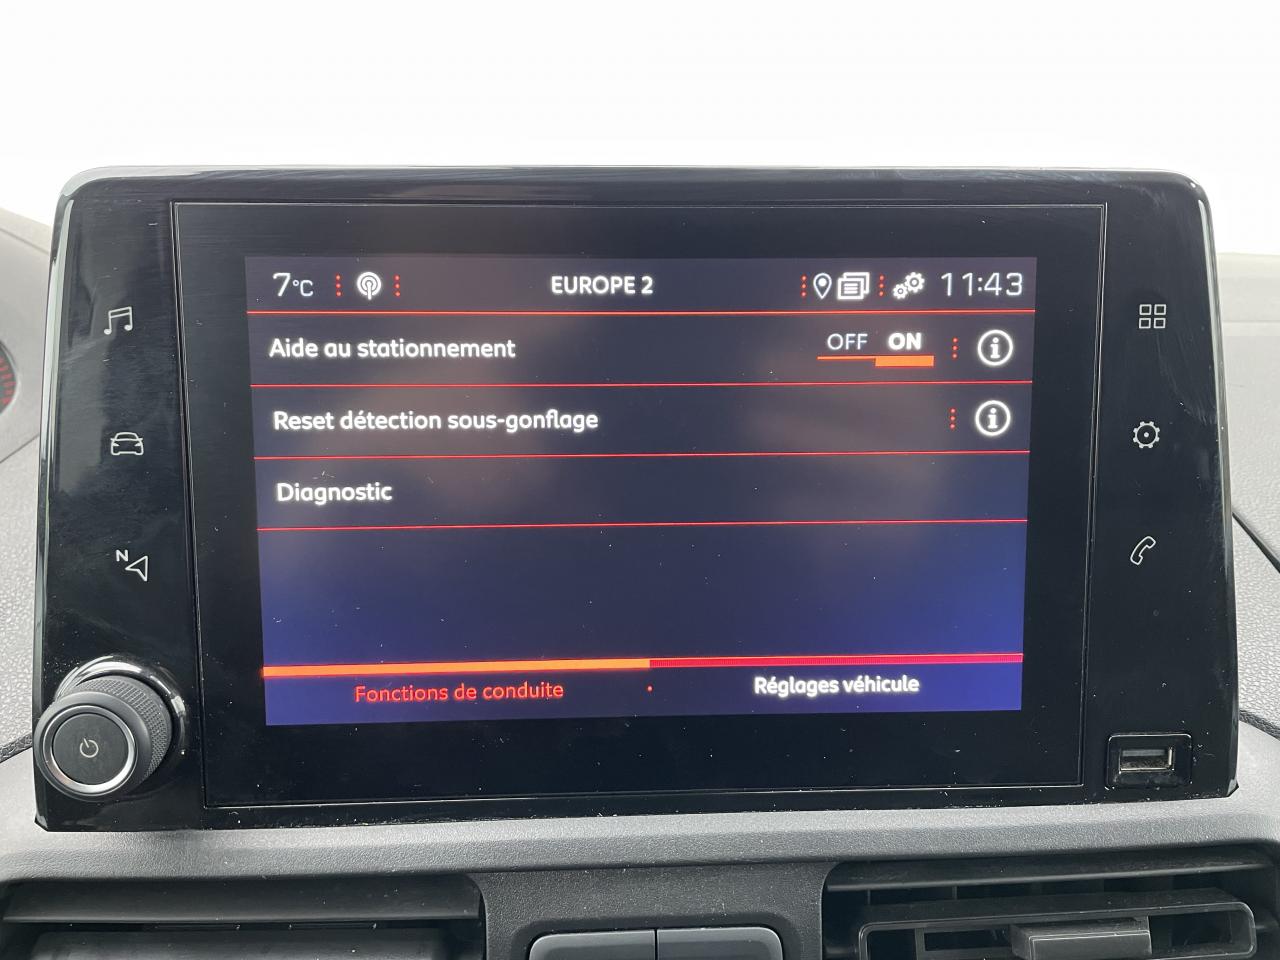 7°C EUROPE 2 11:43
Aide au stationnement OFF ON
Reset détection sous-gonflage
Diagnostic
Fonctions de conduite Réglages véhicule
N